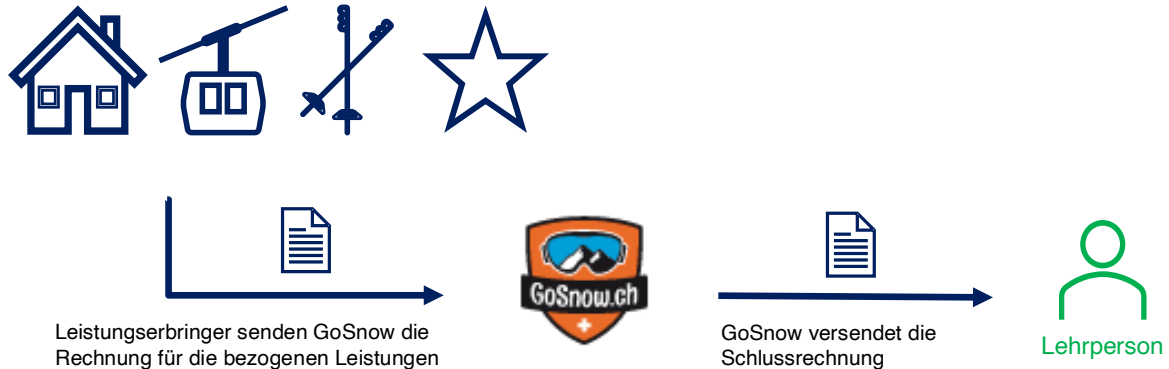 GoSnow.ch
Leistungserbringer senden GoSnow die
Rechnung für die bezogenen Leistungen
GoSnow versendet die
Schlussrechnung
Lehrperson